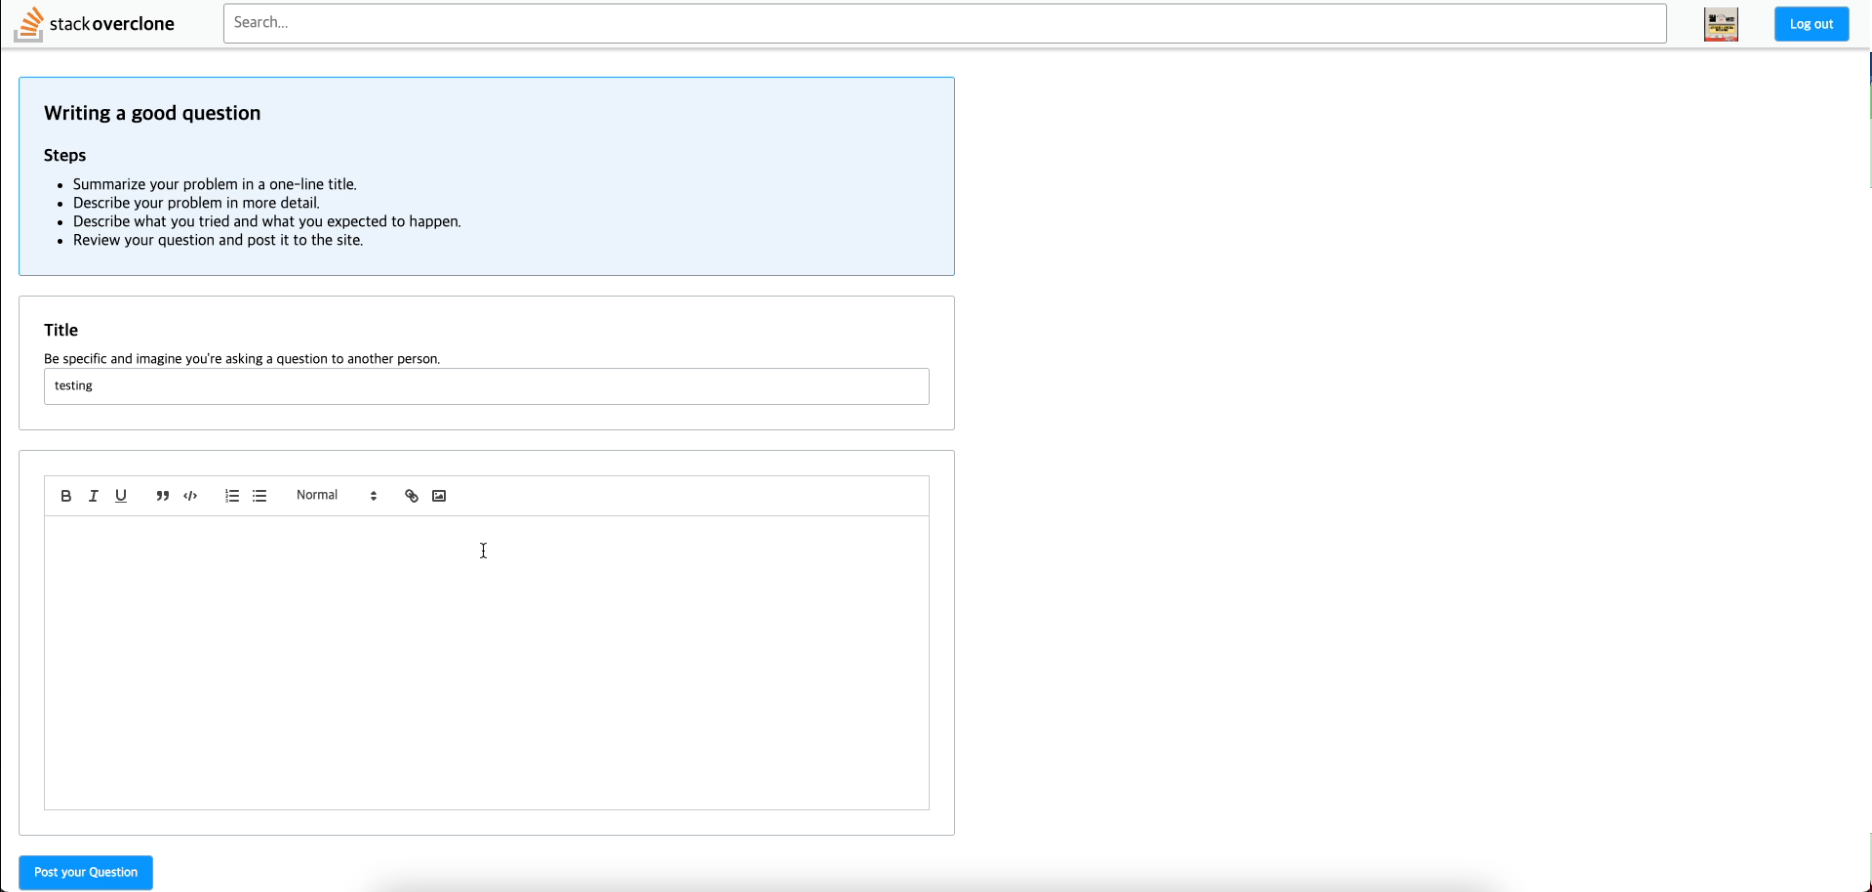 stackoverclone
Search...
Log out
Writing a good question
Steps
• Summarize your problem in a one-line title.
• Describe your problem in more detail.
• Describe what you tried and what you expected to happen.
• Review your question and post it to the site.
Title
Be specific and imagine you're asking a question to another person.
testing
B I U Normal
Post your Question